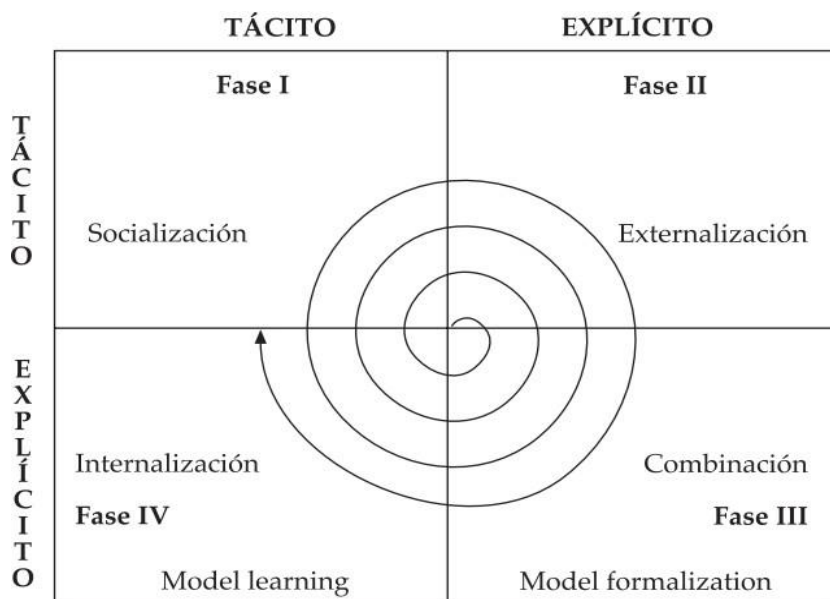 TÁCITO EXPLÍCITO
Fase I Fase II
TÁCITO
Socialización Externalización
EXPLÍCITO
Internalización Combinación
Fase IV Fase III
Model learning Model formalization